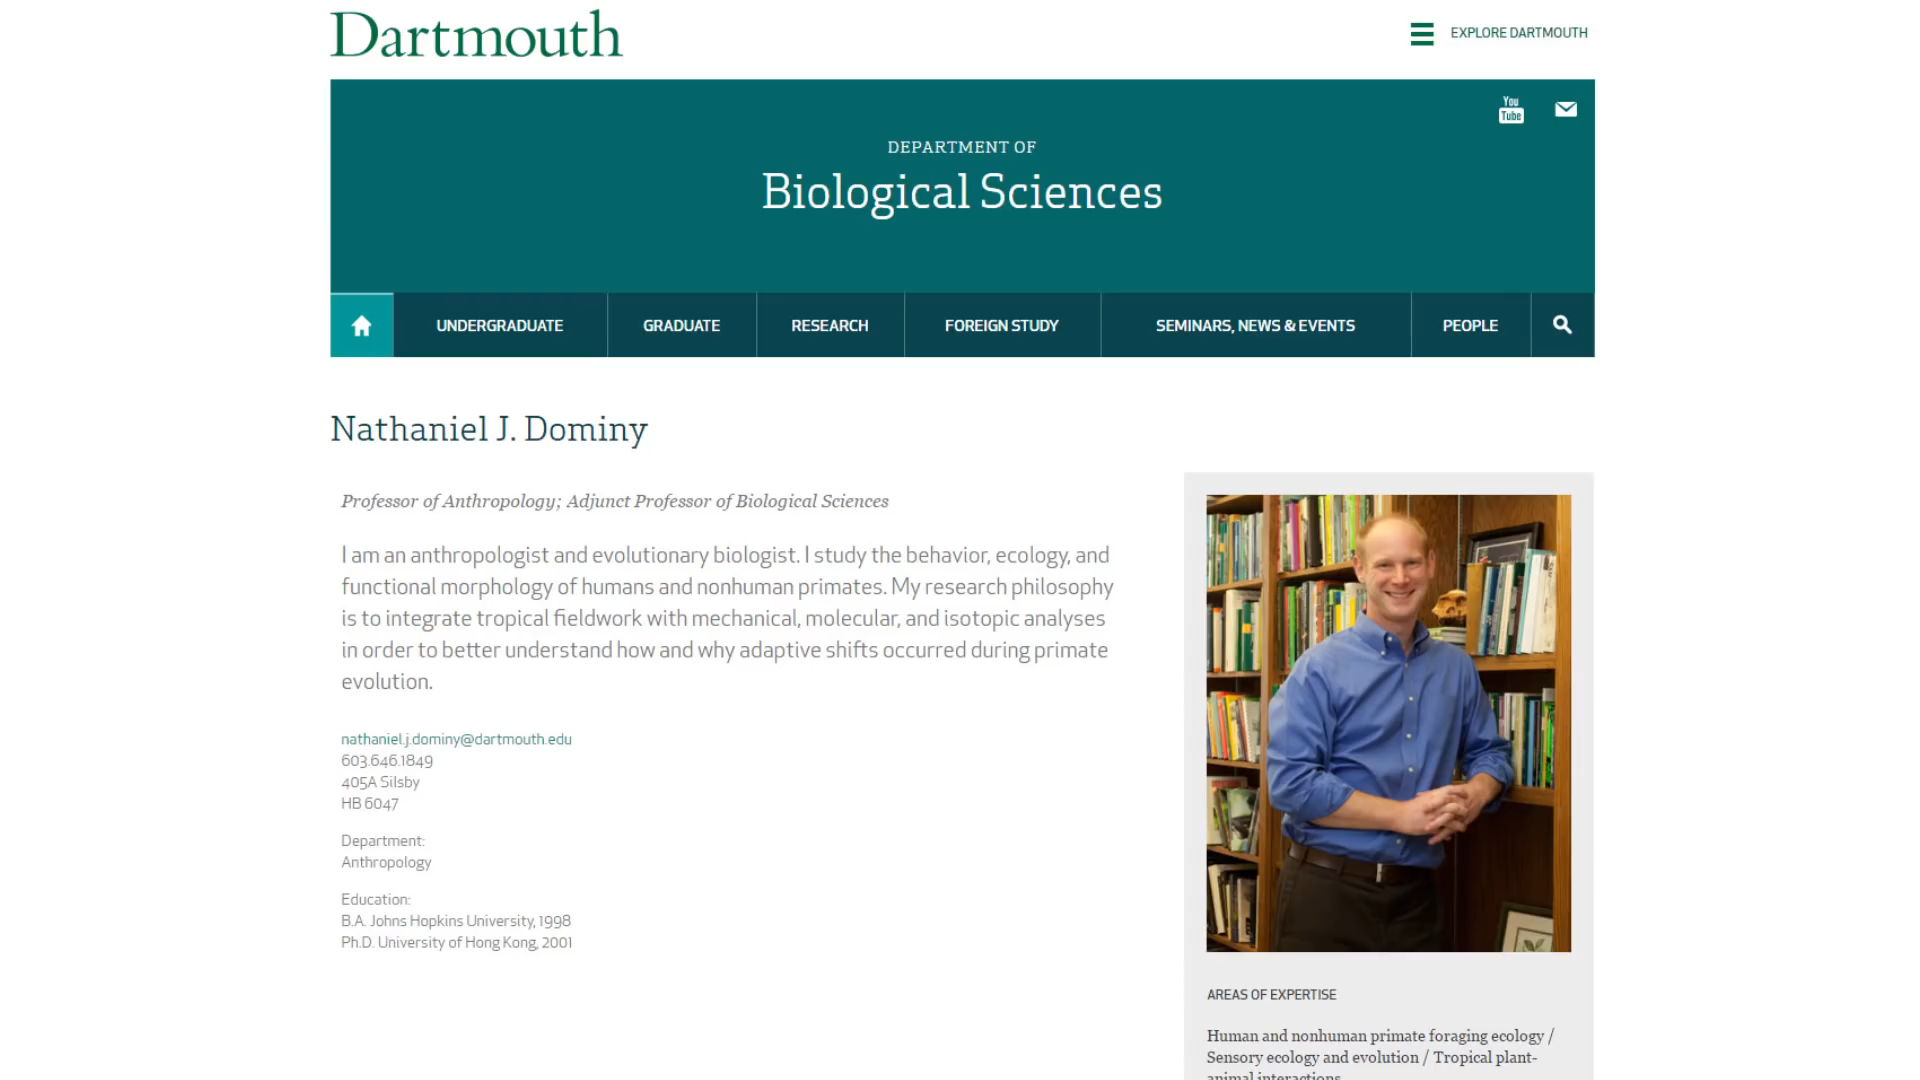 Dartmouth
EXPLORE DARTMOUTH
You
Tube
DEPARTMENT OF
Biological Sciences
UNDERGRADUATE
GRADUATE
RESEARCH
FOREIGN STUDY
SEMINARS, NEWS & EVENTS
PEOPLE
Nathaniel J. Dominy
Professor of Anthropology; Adjunct Professor of Biological Sciences
I am an anthropologist and evolutionary biologist. I study the behavior, ecology, and
functional morphology of humans and nonhuman primates. My research philosophy
is to integrate tropical fieldwork with mechanical, molecular, and isotopic analyses
in order to better understand how and why adaptive shifts occurred during primate
evolution.
nathaniel.j.dominy@dartmouth.edu
603.646.1849
405A Silsby
HB 6047
Department:
Anthropology
Education:
B.A. Johns Hopkins University, 1998
Ph.D. University of Hong Kong, 2001
AREAS OF EXPERTISE
Human and nonhuman primate foraging ecology /
Sensory ecology and evolution / Tropical plant-
animal interactions